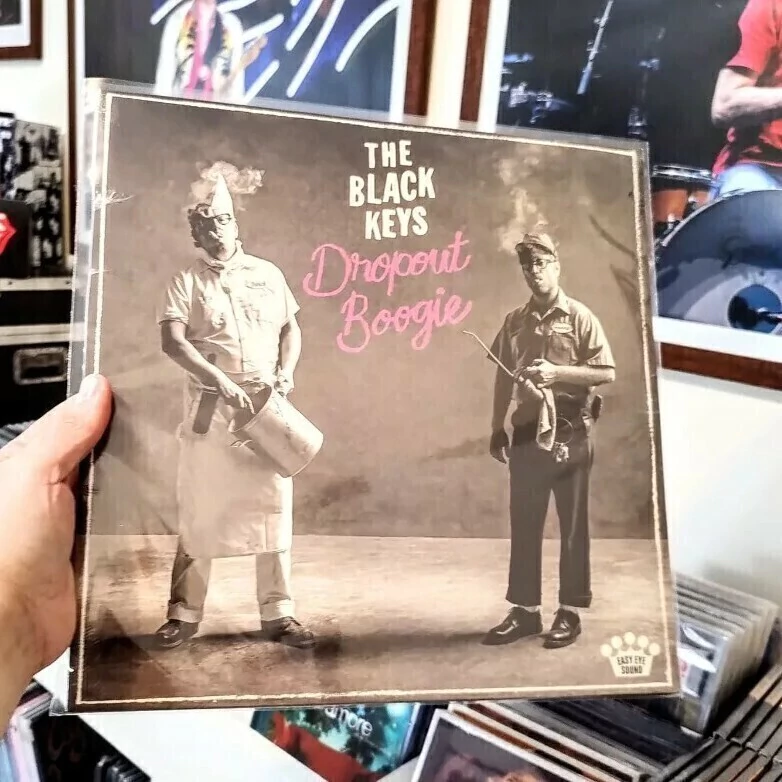 THE
BLACK
KEYS
Dropout
Boogie
EASY EYE
SOUND